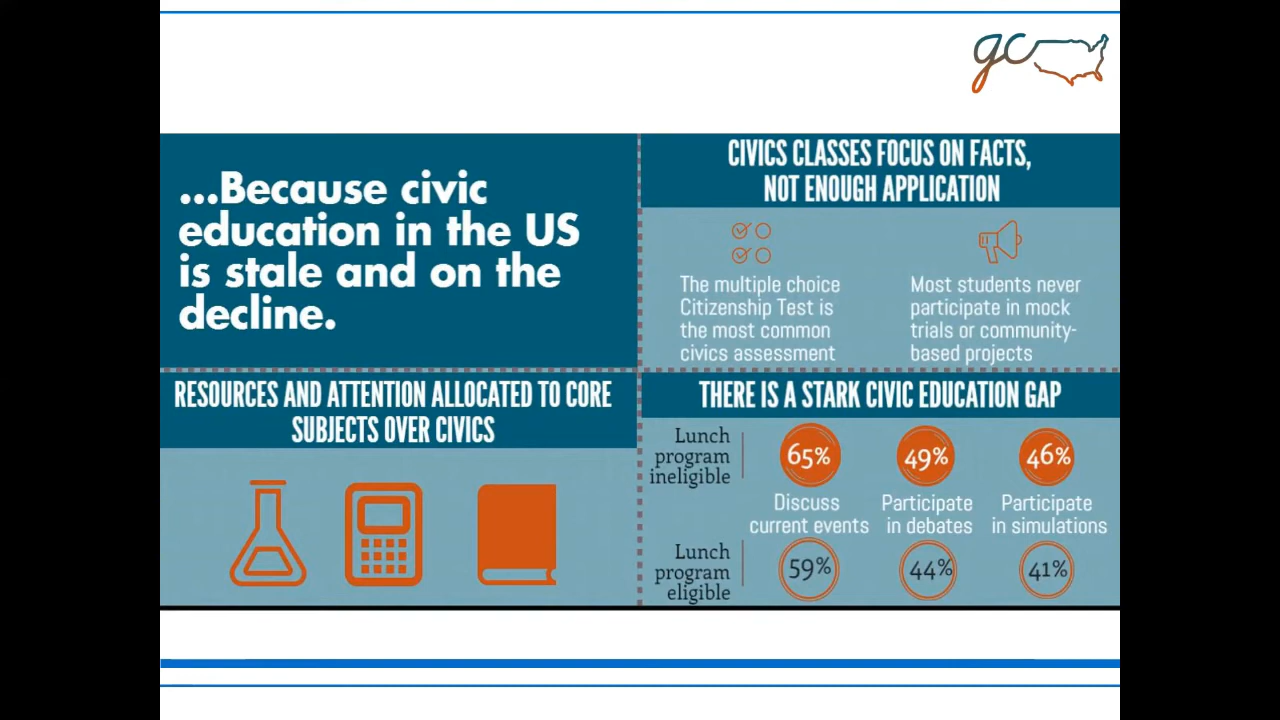 gc
...Because civic
education in the US
is stale and on the
decline.
CIVICS CLASSES FOCUS ON FACTS,
NOT ENOUGH APPLICATION
The multiple choice
Citizenship Test is
the most common
civics assessment
Most students never
participate in mock
trials or community-
based projects
RESOURCES AND ATTENTION ALLOCATED TO CORE
SUBJECTS OVER CIVICS
THERE IS A STARK CIVIC EDUCATION GAP
Lunch
program
ineligible
65% 49% 46%
Discuss
current events
Participate
in debates
Participate
in simulations
Lunch
program
eligible
59% 44% 41%